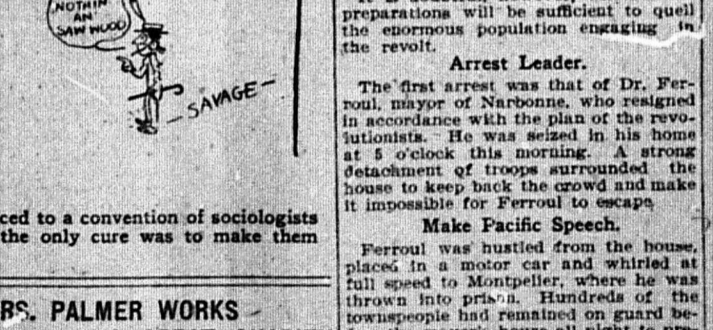 NOTHIN
AN'
SAW WOOD
-SAVAGE-
ced to a convention of sociologists
the only cure was to make them
RS. PALMER WORKS
preparations will be sufficient to quell
the enormous population engaging in
the revolt.
Arrest Leader.
The first arrest was that of Dr. Fer-
roul, mayor of Narbonne, who resigned
in accordance with the plan of the revo-
lutionists. He was seized in his home
at 5 o'clock this morning. A strong
detachment of troops surrounded the
house to keep back the crowd and make
it impossible for Ferroul to escape.
Make Pacific Speech.
Ferroul was hustled from the house,
placed in a motor car and whirled at
full speed to Montpelier, where he was
thrown into prison. Hundreds of the
townspeople had remained on guard be-